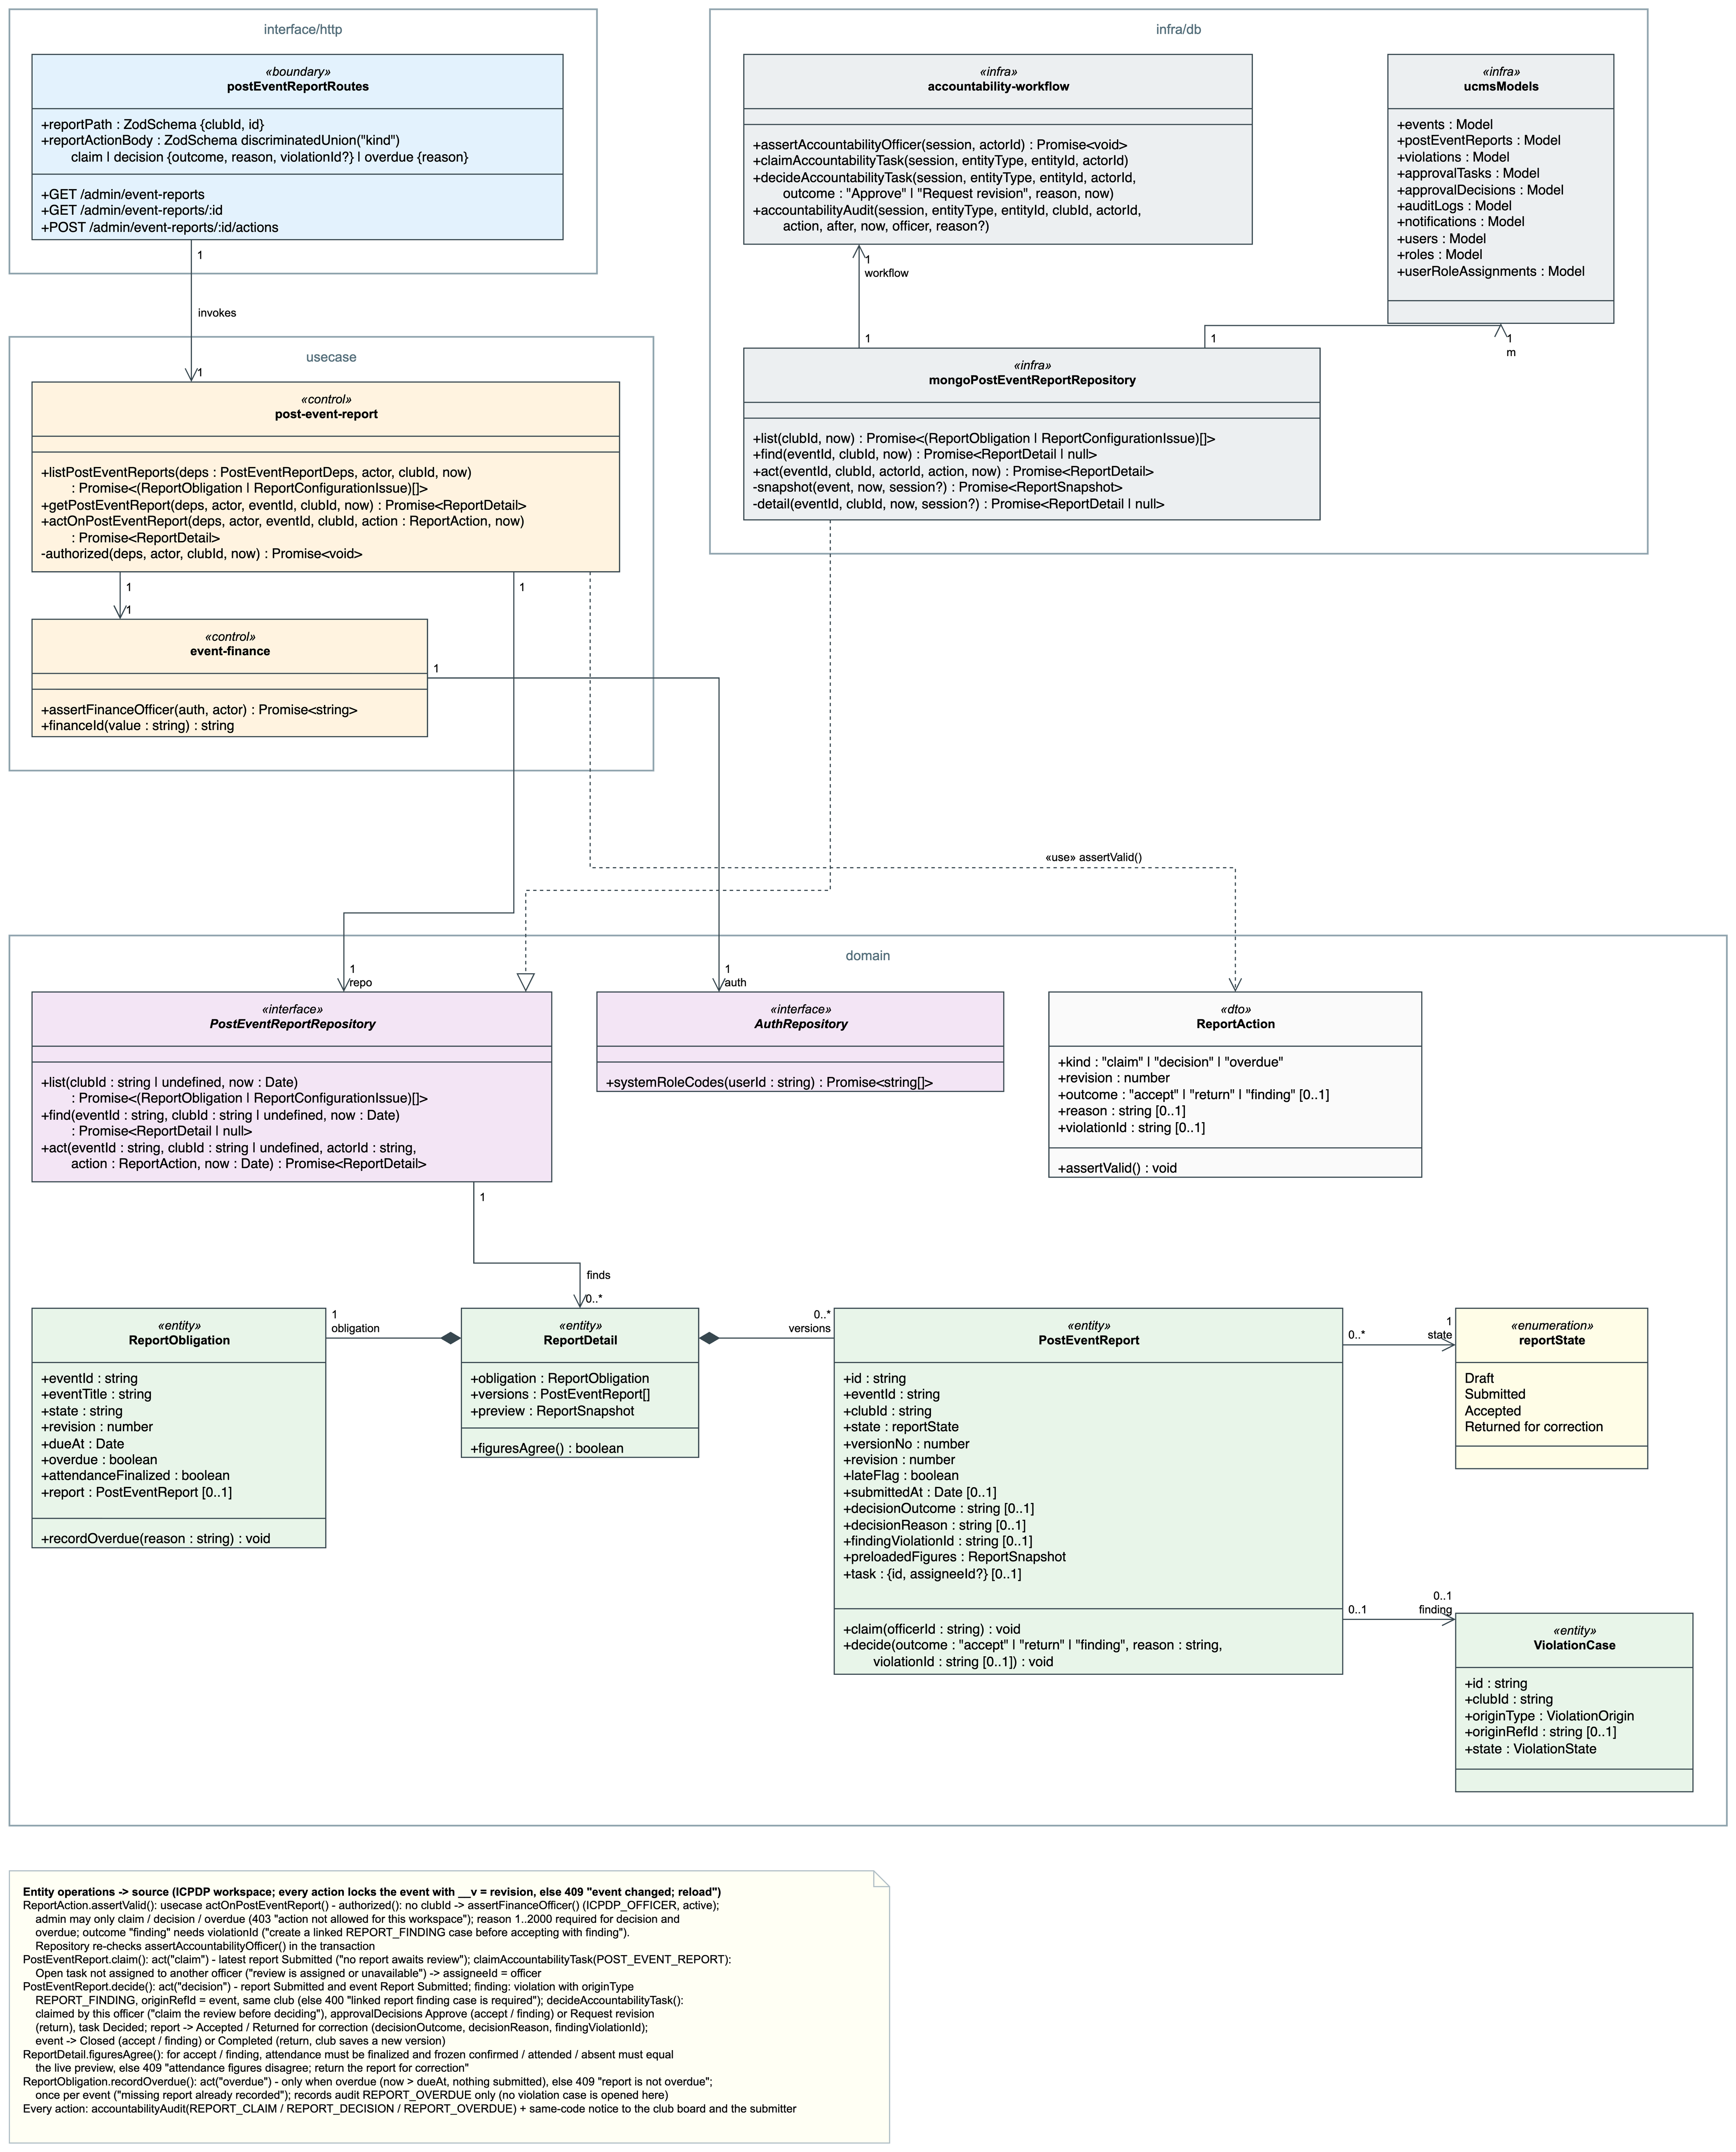 interface/http
«boundary»
postEventReportRoutes
+reportPath : ZodSchema {clubId, id}
+reportActionBody : ZodSchema discriminatedUnion("kind")
claim | decision {outcome, reason, violationId?} | overdue {reason}
+GET /admin/event-reports
+GET /admin/event-reports/:id
+POST /admin/event-reports/:id/actions
1
invokes
1
infra/db
«infra»
accountability-workflow
+assertAccountabilityOfficer(session, actorId) : Promise<void>
+claimAccountabilityTask(session, entityType, entityId, actorId)
+decideAccountabilityTask(session, entityType, entityId, actorId,
outcome : "Approve" | "Request revision", reason, now)
+accountabilityAudit(session, entityType, entityId, clubId, actorId,
action, after, now, officer, reason?)
«infra»
ucmsModels
+events : Model
+postEventReports : Model
+violations : Model
+approvalTasks : Model
+approvalDecisions : Model
+auditLogs : Model
+notifications : Model
+users : Model
+roles : Model
+userRoleAssignments : Model
1
workflow
1
1
1
m
«infra»
mongoPostEventReportRepository
+list(clubId, now) : Promise<(ReportObligation | ReportConfigurationIssue)[]>
+find(eventId, clubId, now) : Promise<ReportDetail | null>
+act(eventId, clubId, actorId, action, now) : Promise<ReportDetail>
-snapshot(event, now, session?) : Promise<ReportSnapshot>
-detail(eventId, clubId, now, session?) : Promise<ReportDetail | null>
usecase
«control»
post-event-report
+listPostEventReports(deps : PostEventReportDeps, actor, clubId, now)
: Promise<(ReportObligation | ReportConfigurationIssue)[]>
+getPostEventReport(deps, actor, eventId, clubId, now) : Promise<ReportDetail>
+actOnPostEventReport(deps, actor, eventId, clubId, action : ReportAction, now)
: Promise<ReportDetail>
-authorized(deps, actor, clubId, now) : Promise<void>
1
1
1
«control»
event-finance
+assertFinanceOfficer(auth, actor) : Promise<string>
+financeId(value : string) : string
1
«use» assertValid()
domain
1
repo
1
auth
«interface»
PostEventReportRepository
+list(clubId : string | undefined, now : Date)
: Promise<(ReportObligation | ReportConfigurationIssue)[]>
+find(eventId : string, clubId : string | undefined, now : Date)
: Promise<ReportDetail | null>
+act(eventId : string, clubId : string | undefined, actorId : string,
action : ReportAction, now : Date) : Promise<ReportDetail>
«interface»
AuthRepository
+systemRoleCodes(userId : string) : Promise<string[]>
«dto»
ReportAction
+kind : "claim" | "decision" | "overdue"
+revision : number
+outcome : "accept" | "return" | "finding" [0..1]
+reason : string [0..1]
+violationId : string [0..1]
+assertValid() : void
1
finds
0..*
«entity»
ReportObligation
+eventId : string
+eventTitle : string
+state : string
+revision : number
+dueAt : Date
+overdue : boolean
+attendanceFinalized : boolean
+report : PostEventReport [0..1]
+recordOverdue(reason : string) : void
1
obligation
«entity»
ReportDetail
+obligation : ReportObligation
+versions : PostEventReport[]
+preview : ReportSnapshot
+figuresAgree() : boolean
0..*
versions
«entity»
PostEventReport
+id : string
+eventId : string
+clubId : string
+state : reportState
+versionNo : number
+revision : number
+lateFlag : boolean
+submittedAt : Date [0..1]
+decisionOutcome : string [0..1]
+decisionReason : string [0..1]
+findingViolationId : string [0..1]
+preloadedFigures : ReportSnapshot
+task : {id, assigneeId?} [0..1]
+claim(officerId : string) : void
+decide(outcome : "accept" | "return" | "finding", reason : string,
violationId : string [0..1]) : void
0..*
1
state
«enumeration»
reportState
Draft
Submitted
Accepted
Returned for correction
0..1
0..1
finding
«entity»
ViolationCase
+id : string
+clubId : string
+originType : ViolationOrigin
+originRefId : string [0..1]
+state : ViolationState
Entity operations -> source (ICPDP workspace; every action locks the event with __v = revision, else 409 "event changed; reload")
ReportAction.assertValid(): usecase actOnPostEventReport() - authorized(): no clubId -> assertFinanceOfficer() (ICPDP_OFFICER, active);
admin may only claim / decision / overdue (403 "action not allowed for this workspace"); reason 1..2000 required for decision and
overdue; outcome "finding" needs violationId ("create a linked REPORT_FINDING case before accepting with finding").
Repository re-checks assertAccountabilityOfficer() in the transaction
PostEventReport.claim(): act("claim") - latest report Submitted ("no report awaits review"); claimAccountabilityTask(POST_EVENT_REPORT):
Open task not assigned to another officer ("review is assigned or unavailable") -> assigneeId = officer
PostEventReport.decide(): act("decision") - report Submitted and event Report Submitted; finding: violation with originType
REPORT_FINDING, originRefId = event, same club (else 400 "linked report finding case is required"); decideAccountabilityTask():
claimed by this officer ("claim the review before deciding"), approvalDecisions Approve (accept / finding) or Request revision
(return), task Decided; report -> Accepted / Returned for correction (decisionOutcome, decisionReason, findingViolationId);
event -> Closed (accept / finding) or Completed (return, club saves a new version)
ReportDetail.figuresAgree(): for accept / finding, attendance must be finalized and frozen confirmed / attended / absent must equal
the live preview, else 409 "attendance figures disagree; return the report for correction"
ReportObligation.recordOverdue(): act("overdue") - only when overdue (now > dueAt, nothing submitted), else 409 "report is not overdue";
once per event ("missing report already recorded"); records audit REPORT_OVERDUE only (no violation case is opened here)
Every action: accountabilityAudit(REPORT_CLAIM / REPORT_DECISION / REPORT_OVERDUE) + same-code notice to the club board and the submitter